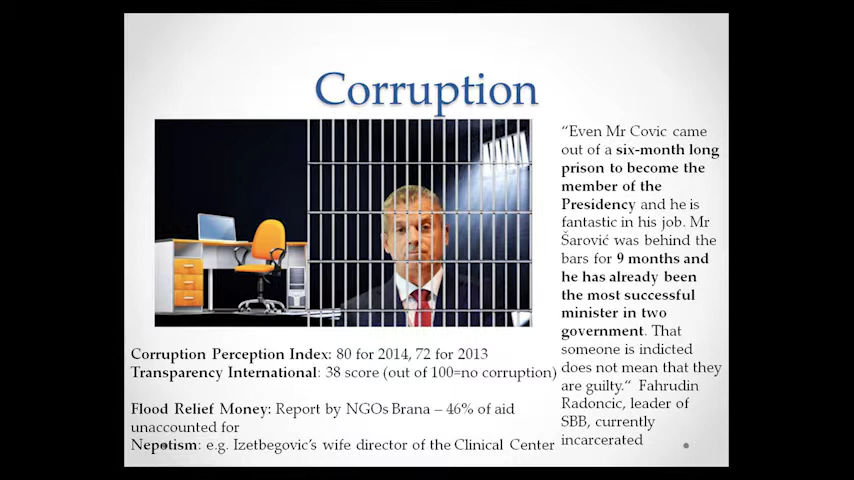 Corruption
“Even Mr Covic came
out of a six-month long
prison to become the
member of the
Presidency and he is
fantastic in his job. Mr
Šarović was behind the
bars for 9 months and
he has already been
the most successful
minister in two
government. That
someone is indicted
does not mean that they
are guilty.“ Fahrudin
Radoncic, leader of
SBB, currently
incarcerated
Corruption Perception Index: 80 for 2014, 72 for 2013
Transparency International: 38 score (out of 100=no corruption)
Flood Relief Money: Report by NGOs Brana – 46% of aid
unaccounted for
Nepotism: e.g. Izetbegovic’s wife director of the Clinical Center